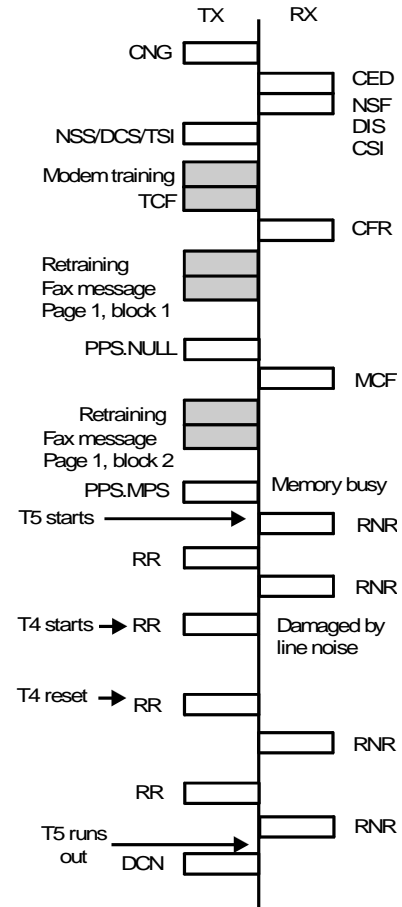 TX RX
CNG
CED
NSF
DIS
CSI
NSS/DCS/TSI
Modem training
TCF
CFR
Retraining
Fax message
Page 1, block 1
PPS.NULL
MCF
Retraining
Fax message
Page 1, block 2
PPS.MPS
Memory busy
T5 starts
RNR
RR
RNR
T4 starts RR
Damaged by
line noise
T4 reset RR
RNR
RR
RNR
T5 runs
out
DCN